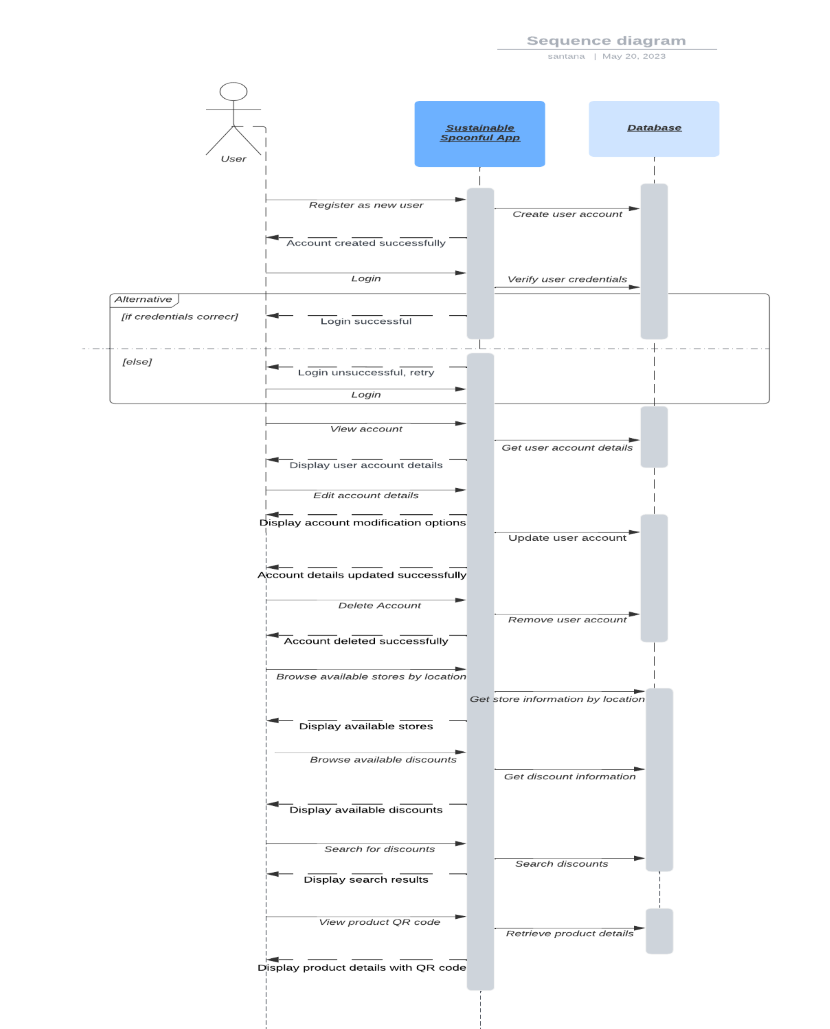 Sequence diagram
santana | May 20, 2023
Sustainable
Spoonful App
Database
User
Register as new user
Create user account
Account created successfully
Login
Verify user credentials
Alternative
[if credentials correcr]
Login successful
[else]
Login unsuccessful, retry
Login
View account
Get user account details
Display user account details
Edit account details
Display account modification options
Update user account
Account details updated successfully
Delete Account
Remove user account
Account deleted successfully
Browse available stores by location
Get store information by location
Display available stores
Browse available discounts
Get discount information
Display available discounts
Search for discounts
Search discounts
Display search results
View product QR code
Retrieve product details
Display product details with QR code